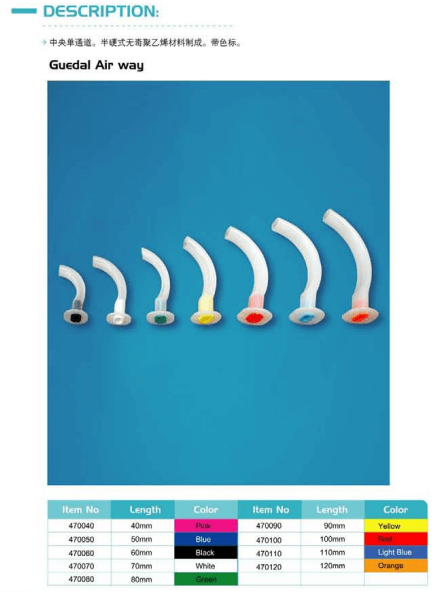 DESCRIPTION:
中央单通道。半硬式无毒聚乙烯材料制成。带色标。
Guedal Air way
Item No Length Color Item No Length Color
470040 40mm Pink 470090 90mm Yellow
470050 50mm Blue 470100 100mm Red
470060 60mm Black 470110 110mm Light Blue
470070 70mm White 470120 120mm Orange
470080 80mm Green